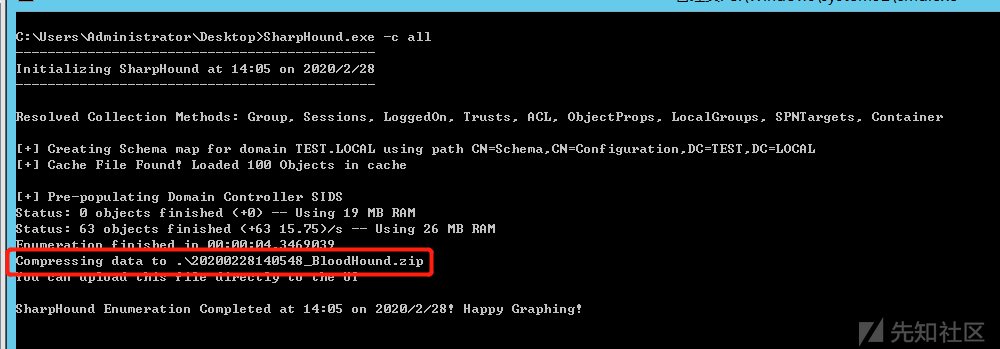 C:\Users\Administrator\Desktop>SharpHound.exe -c all
-----------------------------------------------
Initializing SharpHound at 14:05 on 2020/2/28
-----------------------------------------------
Resolved Collection Methods: Group, Sessions, LoggedOn, Trusts, ACL, ObjectProps, LocalGroups, SPNTargets, Container
[+] Creating Schema map for domain TEST.LOCAL using path CN=Schema,CN=Configuration,DC=TEST,DC=LOCAL
[+] Cache File Found! Loaded 100 Objects in cache
[+] Pre-populating Domain Controller SIDS
Status: 0 objects finished (+0) -- Using 19 MB RAM
Status: 63 objects finished (+63 15.75)/s -- Using 26 MB RAM
Enumeration finished in 00:00:04.3469039
Compressing data to .\20200228140548_BloodHound.zip
You can upload this file directly to the UI
SharpHound Enumeration Completed at 14:05 on 2020/2/28! Happy Graphing!
先知社区